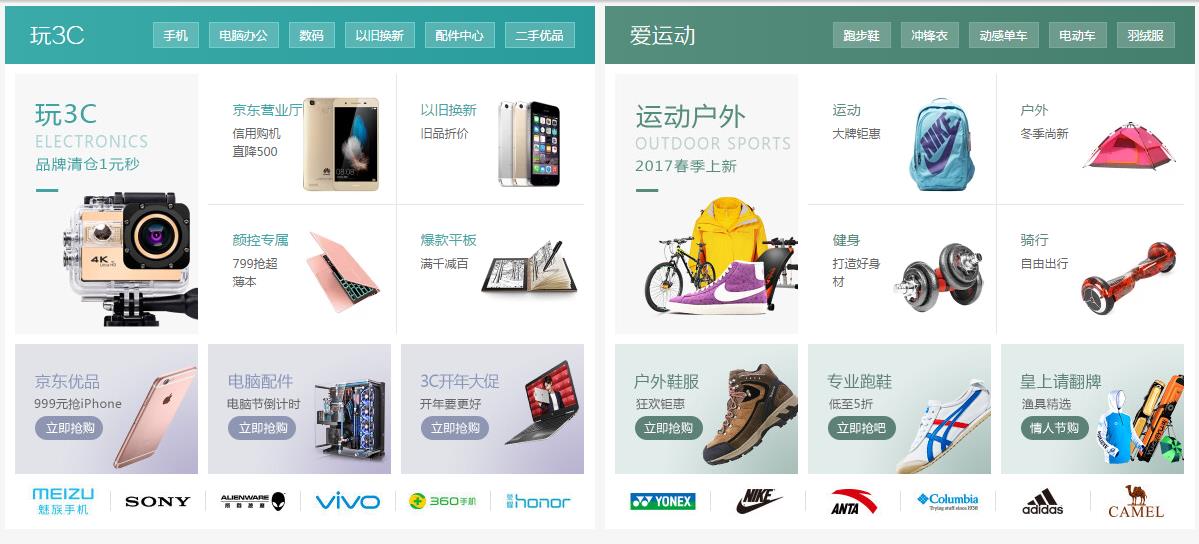 玩3C
手机
电脑办公
数码
以旧换新
配件中心
二手优品
玩3C
ELECTRONICS
品牌清仓1元秒
4K
Ultra HD
京东营业厅
信用购机
直降500
08:08
以旧换新
旧品折价
颜控专属
799抢超
薄本
爆款平板
满千减百
京东优品
999元抢iPhone
立即抢购
电脑配件
电脑节倒计时
立即抢购
3C开年大促
开年要更好
立即抢购
MEIZU
魅族手机
SONY
ALIENWARE
vivo
360手机
荣耀 honor
爱运动
跑步鞋
冲锋衣
动感单车
电动车
羽绒服
运动户外
OUTDOOR SPORTS
2017春季上新
运动
大牌钜惠
NIKE
户外
冬季尚新
健身
打造好身
材
骑行
自由出行
户外鞋服
狂欢钜惠
立即抢购
专业跑鞋
低至5折
立即抢吧
皇上请翻牌
渔具精选
情人节购
YONEX
NIKE
ANTA
Columbia
Trying stuff since 1938
adidas
CAMEL